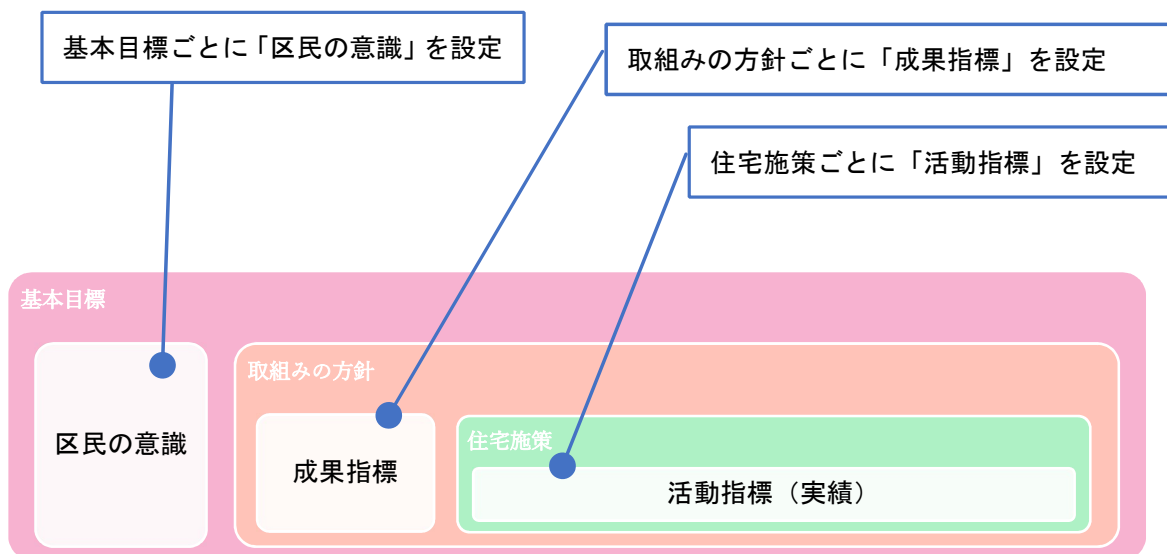 基本目標ごとに「区民の意識」を設定
取組みの方針ごとに「成果指標」を設定
住宅施策ごとに「活動指標」を設定
基本目標
取組みの方針
住宅施策
区民の意識
成果指標
活動指標（実績）